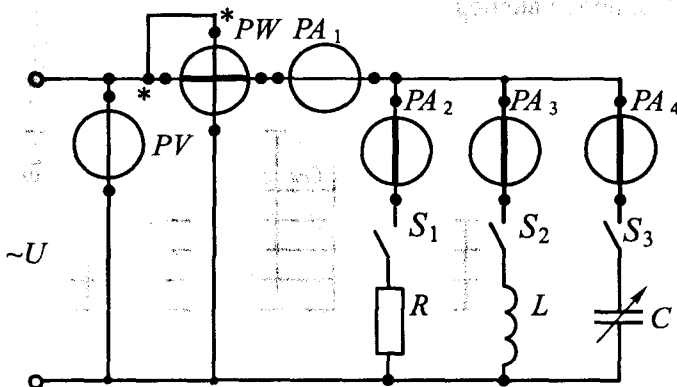 * PW PA₁
*
PA₂ PA₃ PA₄
PV
~U
S₁ S₂ S₃
R L C